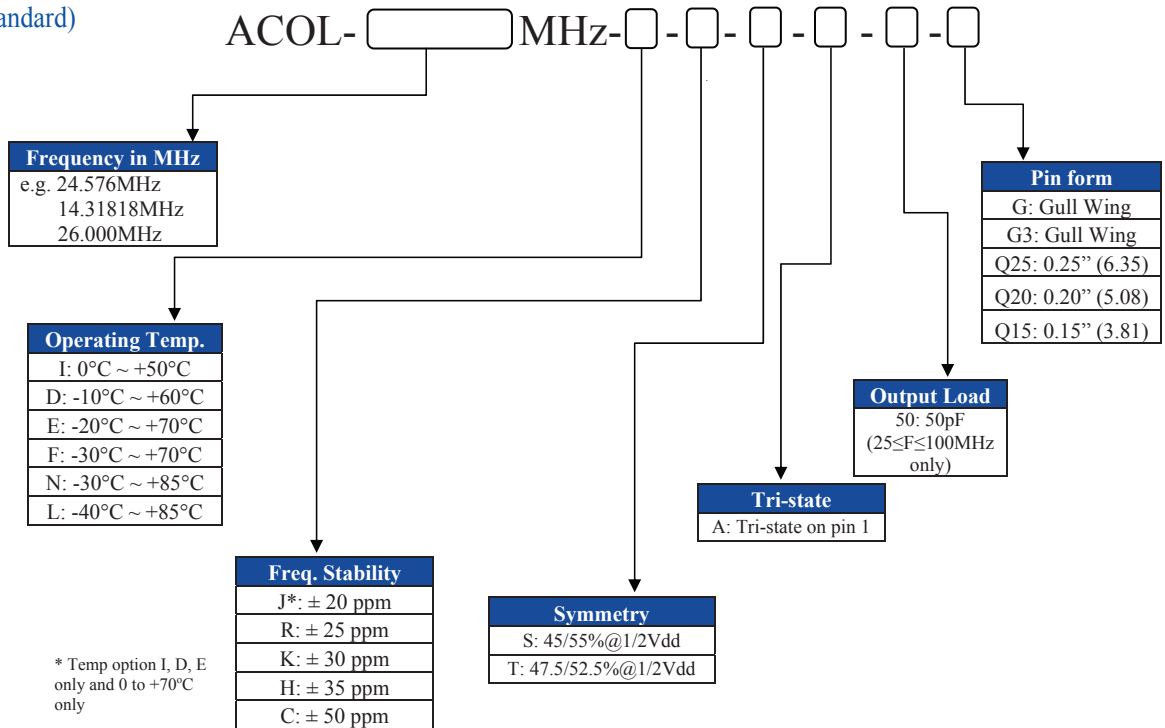 andard)
ACOL- MHz- - - - - -
Frequency in MHz
e.g. 24.576MHz
14.31818MHz
26.000MHz
Operating Temp.
I: 0°C ~ +50°C
D: -10°C ~ +60°C
E: -20°C ~ +70°C
F: -30°C ~ +70°C
N: -30°C ~ +85°C
L: -40°C ~ +85°C
* Temp option I, D, E
only and 0 to +70ºC
only
Freq. Stability
J*: ± 20 ppm
R: ± 25 ppm
K: ± 30 ppm
H: ± 35 ppm
C: ± 50 ppm
Symmetry
S: 45/55%@1/2Vdd
T: 47.5/52.5%@1/2Vdd
Tri-state
A: Tri-state on pin 1
Output Load
50: 50pF
(25≤F≤100MHz
only)
Pin form
G: Gull Wing
G3: Gull Wing
Q25: 0.25” (6.35)
Q20: 0.20” (5.08)
Q15: 0.15” (3.81)